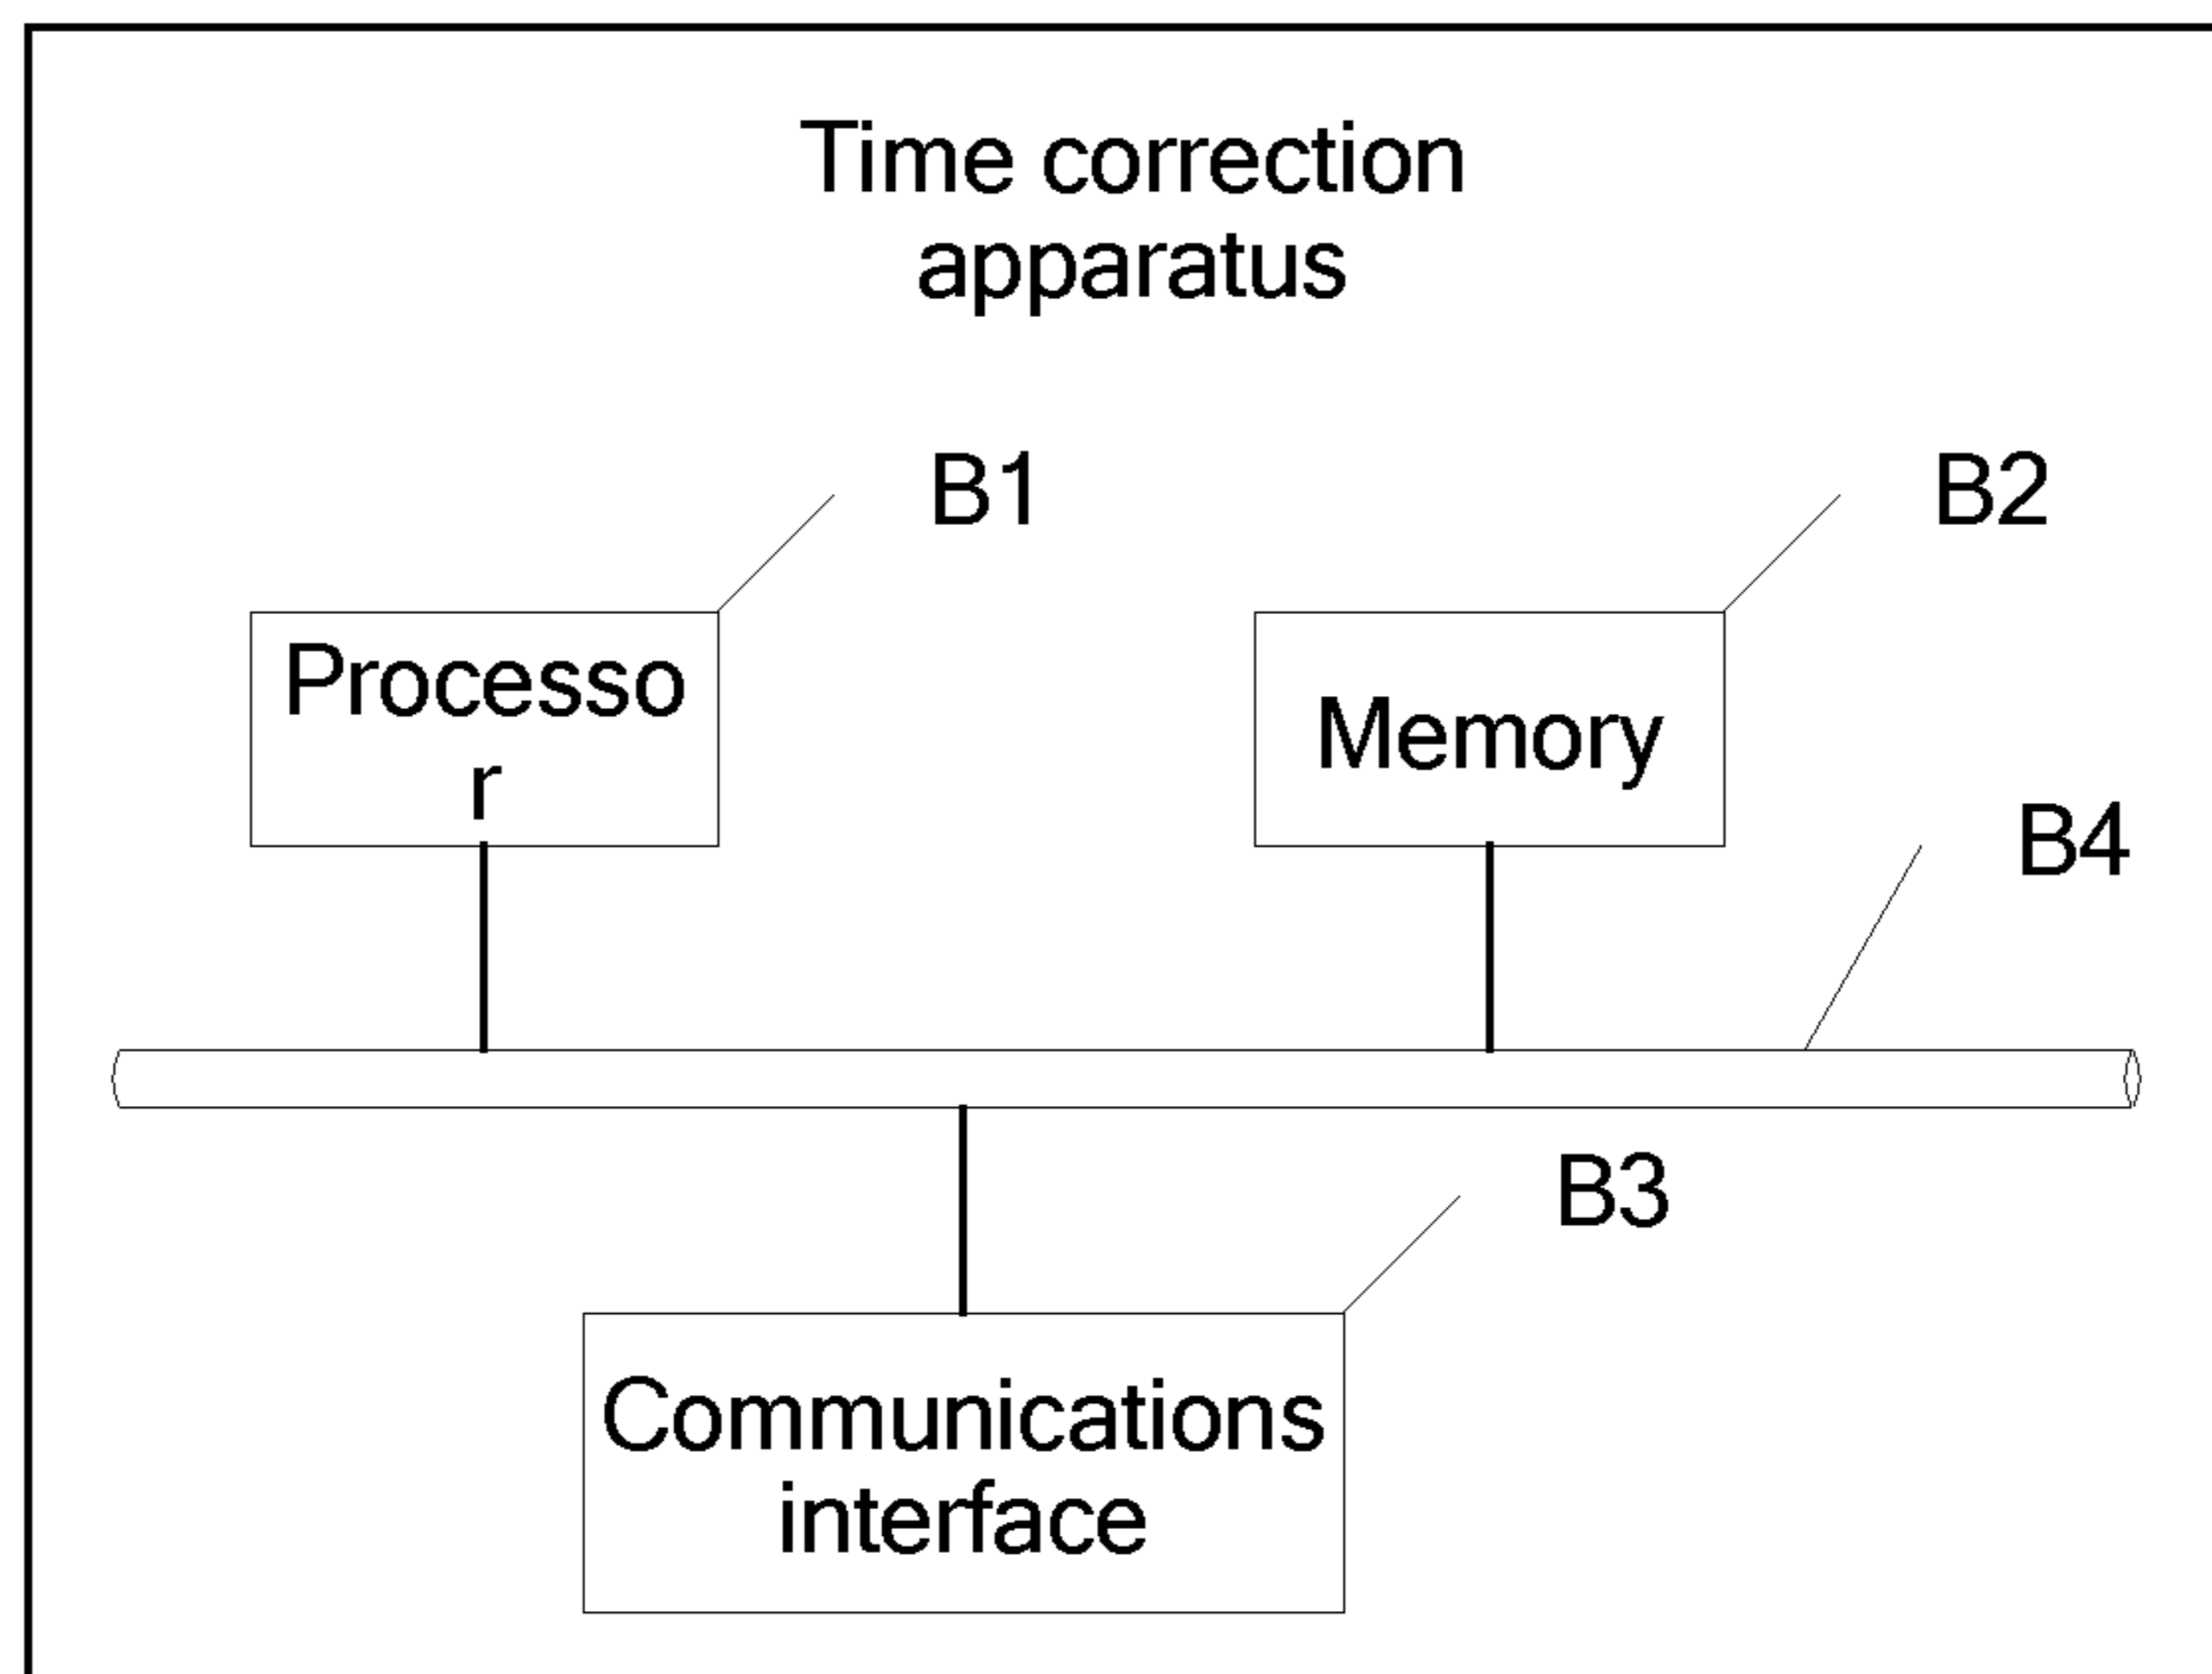 Time correction
apparatus
B1
B2
Processo
r
Memory
B4
B3
Communications
interface